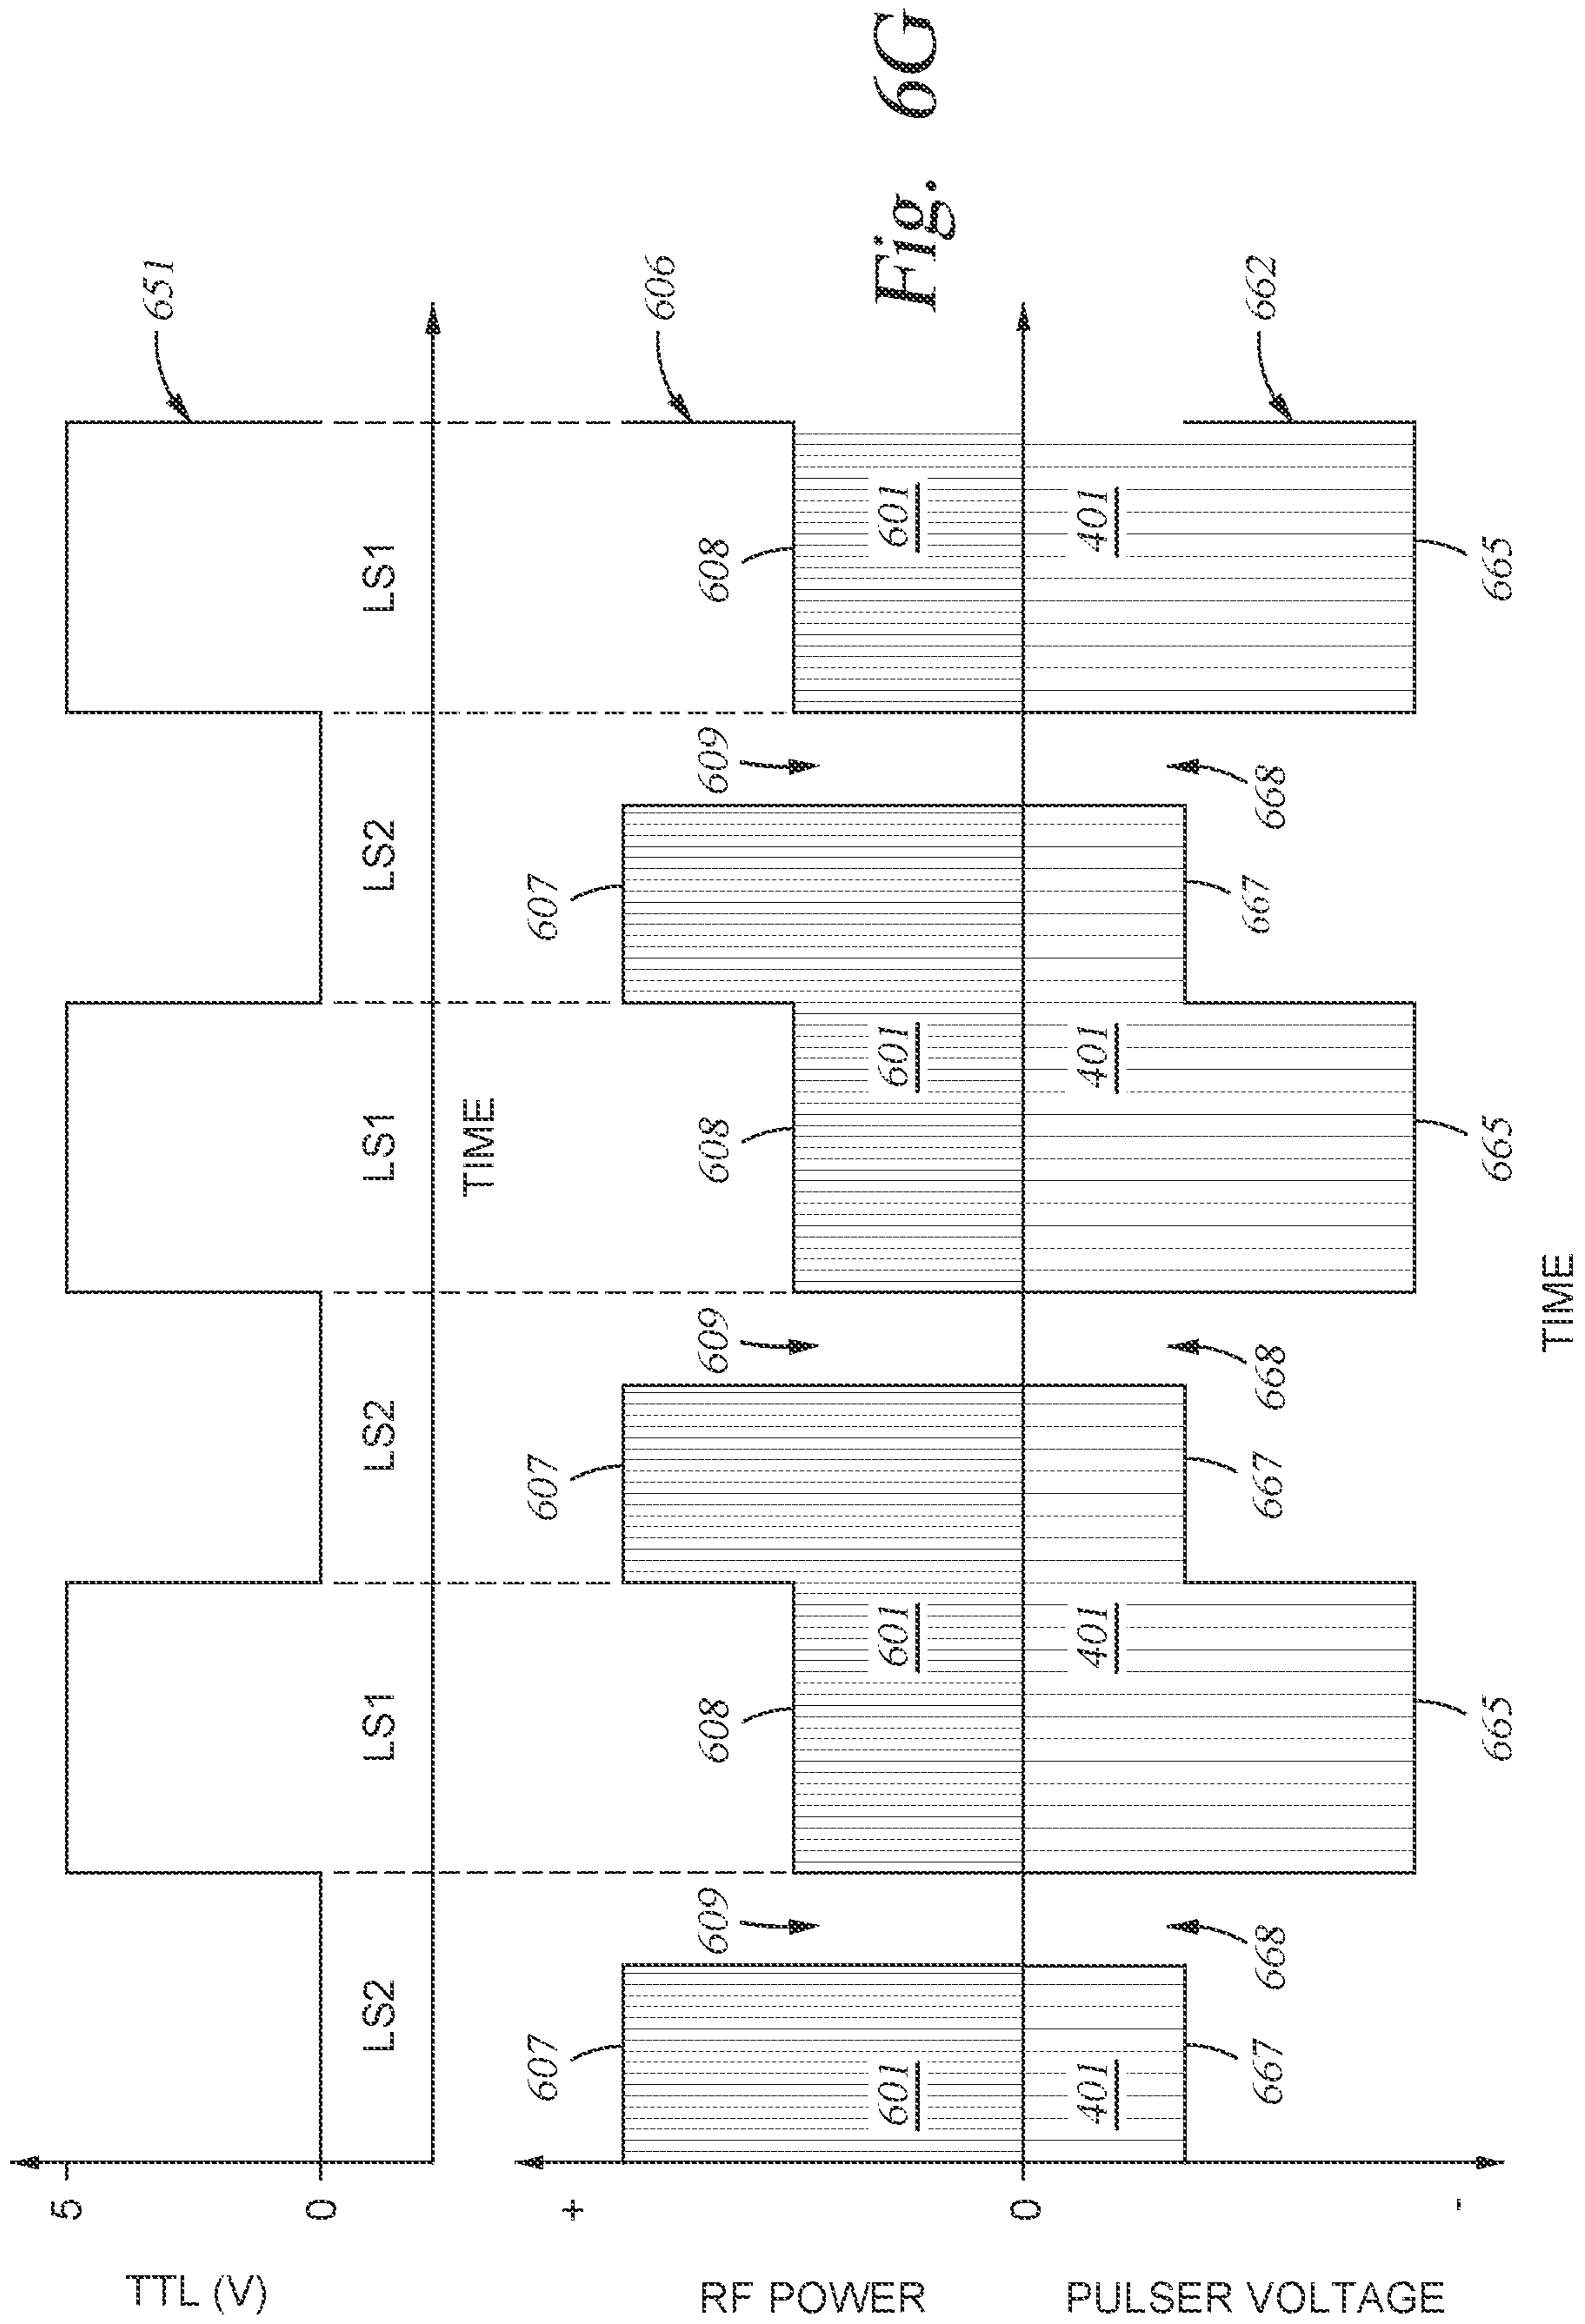 TTL (V)
5
0
651
LS2
LS1
LS2
LS1
LS2
LS1
TIME
RF POWER
+
606
607
607
607
609
608
609
608
609
608
601
601
601
601
0
401
401
401
401
PULSER VOLTAGE
662
667
668
667
668
667
668
665
665
665
-
TIME
Fig. 6G